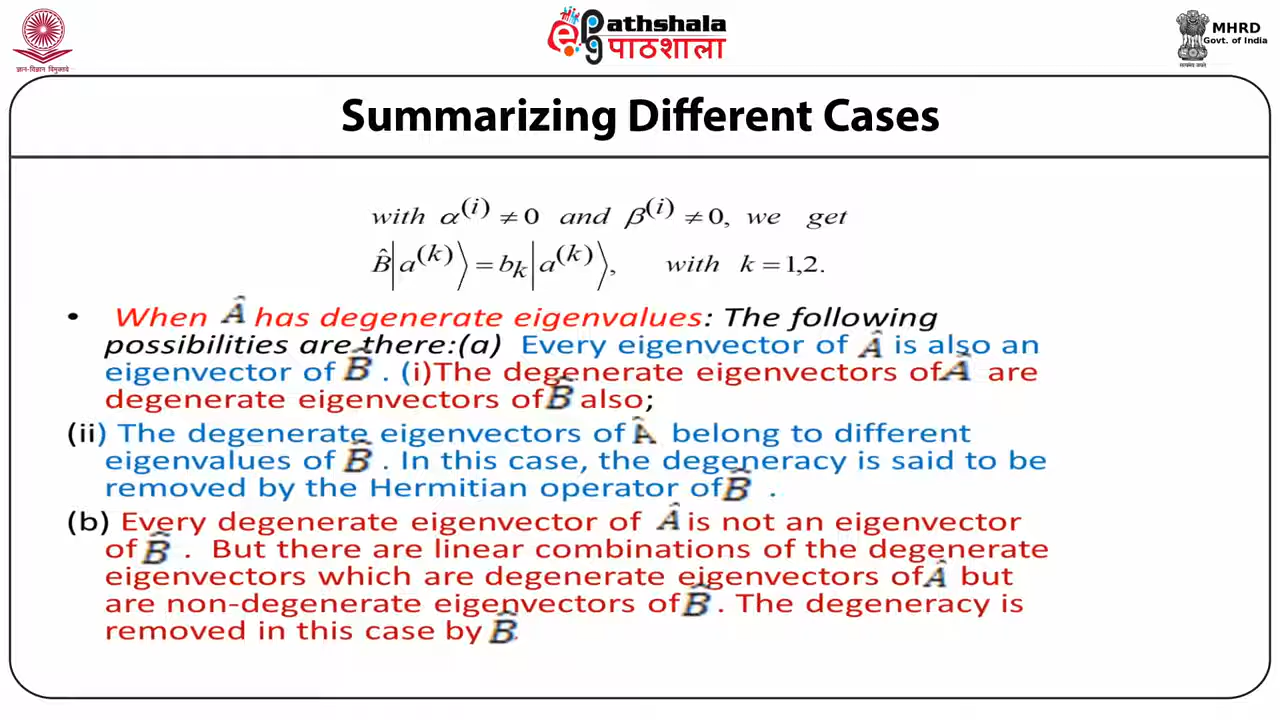 ज्ञान-विज्ञान विमुक्तये
ePG Pathshala
पाठशाला
MHRD
Govt. of India
सत्यमेव जयते
Summarizing Different Cases
with α(i) ≠ 0 and β(i) ≠ 0, we get
B̂|a(k)⟩ = bk|a(k)⟩, with k = 1,2.
• When Â has degenerate eigenvalues: The following
possibilities are there:(a) Every eigenvector of Â is also an
eigenvector of B̂ . (i)The degenerate eigenvectors of Â are
degenerate eigenvectors of B̂ also;
(ii) The degenerate eigenvectors of Â belong to different
eigenvalues of B̂ . In this case, the degeneracy is said to be
removed by the Hermitian operator of B̂ .
(b) Every degenerate eigenvector of Â is not an eigenvector
of B̂ . But there are linear combinations of the degenerate
eigenvectors which are degenerate eigenvectors of Â but
are non-degenerate eigenvectors of B̂ . The degeneracy is
removed in this case by B̂